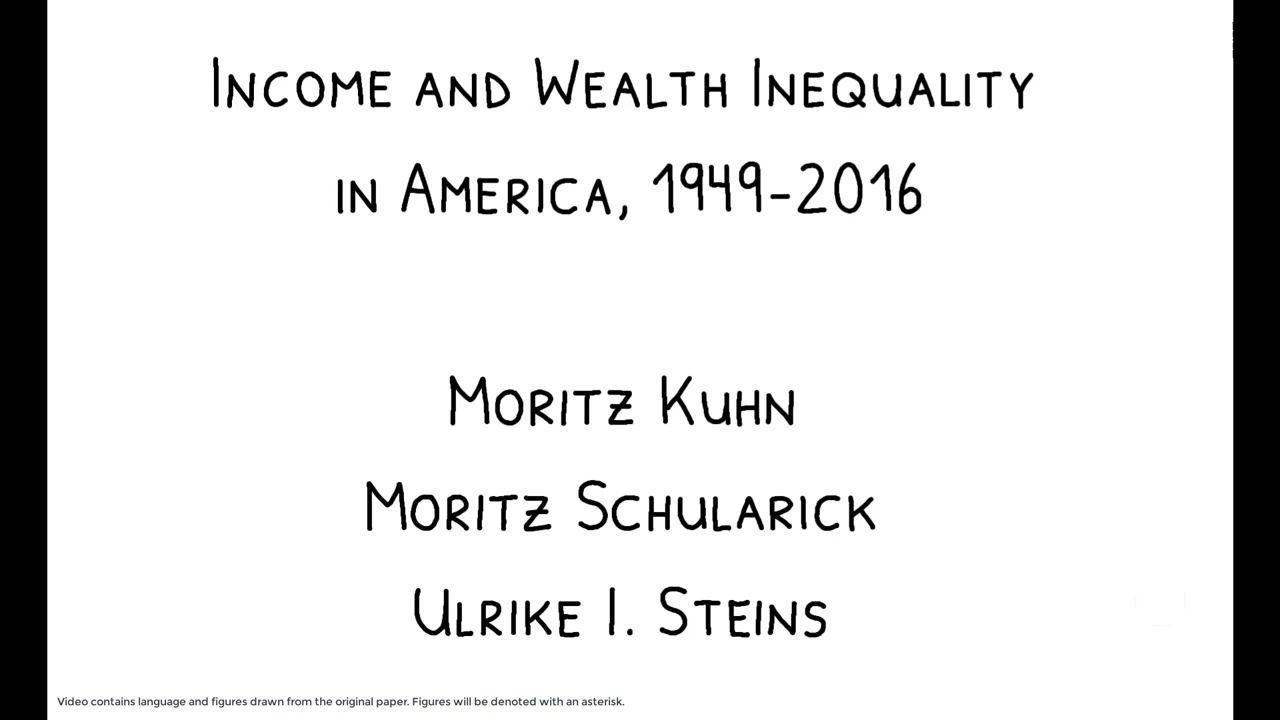 Income and Wealth Inequality
in America, 1949-2016
Moritz Kuhn
Moritz Schularick
Ulrike I. Steins
Video contains language and figures drawn from the original paper. Figures will be denoted with an asterisk.